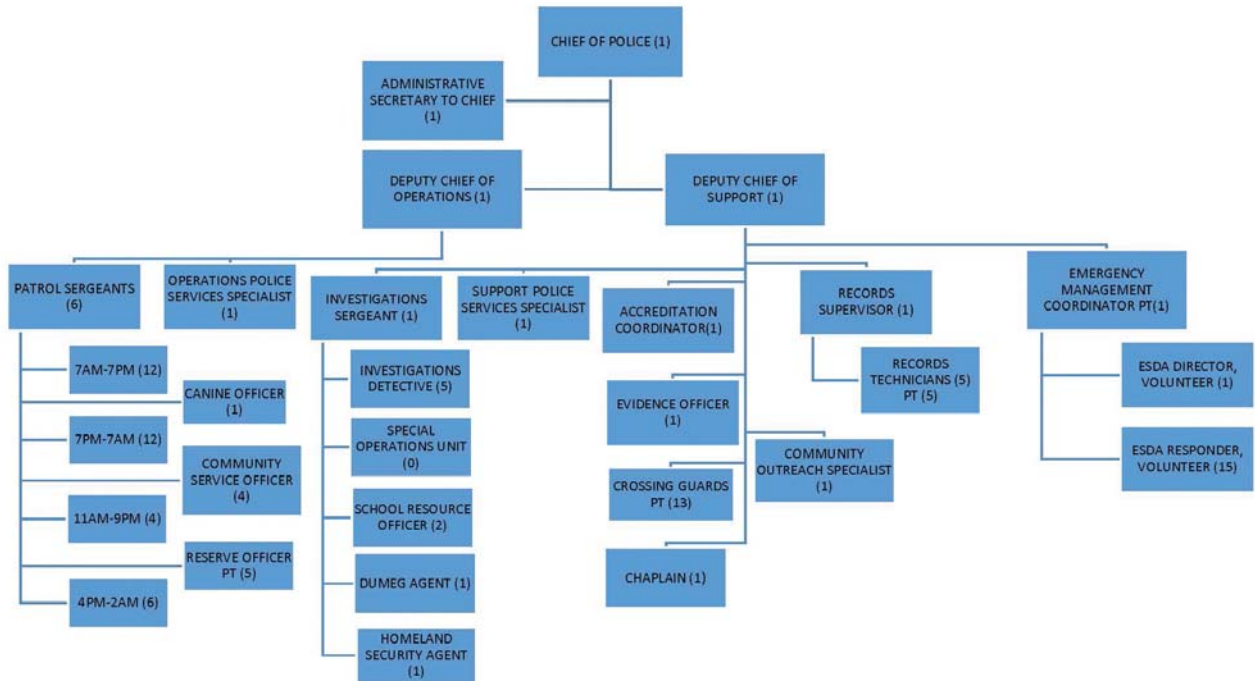 CHIEF OF POLICE (1)
ADMINISTRATIVE
SECRETARY TO CHIEF
(1)
DEPUTY CHIEF OF
OPERATIONS (1)
DEPUTY CHIEF OF
SUPPORT (1)
PATROL SERGEANTS
(6)
OPERATIONS POLICE
SERVICES SPECIALIST
(1)
INVESTIGATIONS
SERGEANT (1)
SUPPORT POLICE
SERVICES SPECIALIST
(1)
ACCREDITATION
COORDINATOR(1)
RECORDS
SUPERVISOR (1)
EMERGENCY
MANAGEMENT
COORDINATOR PT(1)
7AM-7PM (12)
CANINE OFFICER
(1)
7PM-7AM (12)
COMMUNITY
SERVICE OFFICER
(4)
11AM-9PM (4)
RESERVE OFFICER
PT (5)
4PM-2AM (6)
INVESTIGATIONS
DETECTIVE (5)
SPECIAL
OPERATIONS UNIT
(0)
SCHOOL RESOURCE
OFFICER (2)
DUMEG AGENT (1)
HOMELAND
SECURITY AGENT
(1)
EVIDENCE OFFICER
(1)
CROSSING GUARDS
PT (13)
CHAPLAIN (1)
COMMUNITY
OUTREACH SPECIALIST
(1)
RECORDS
TECHNICIANS (5)
PT (5)
ESDA DIRECTOR,
VOLUNTEER (1)
ESDA RESPONDER,
VOLUNTEER (15)